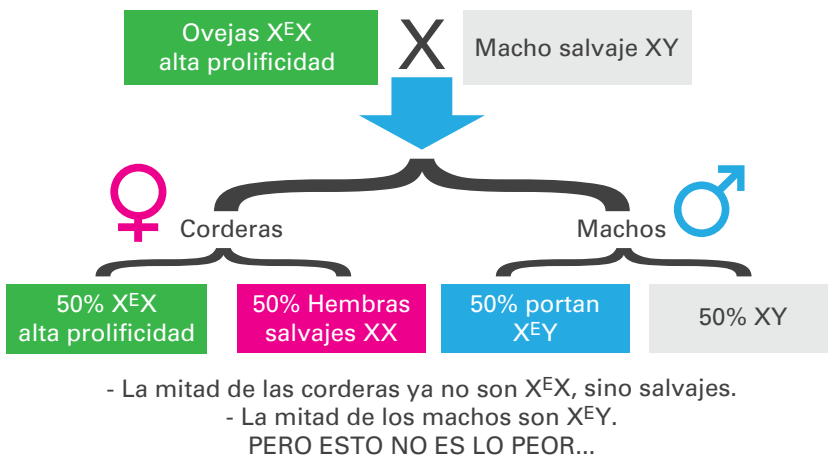 Ovejas XᴱX
alta prolificidad
X
Macho salvaje XY
Corderas
Machos
50% XᴱX
alta prolificidad
50% Hembras
salvajes XX
50% portan
XᴱY
50% XY
- La mitad de las corderas ya no son XᴱX, sino salvajes.
- La mitad de los machos son XᴱY.
PERO ESTO NO ES LO PEOR...